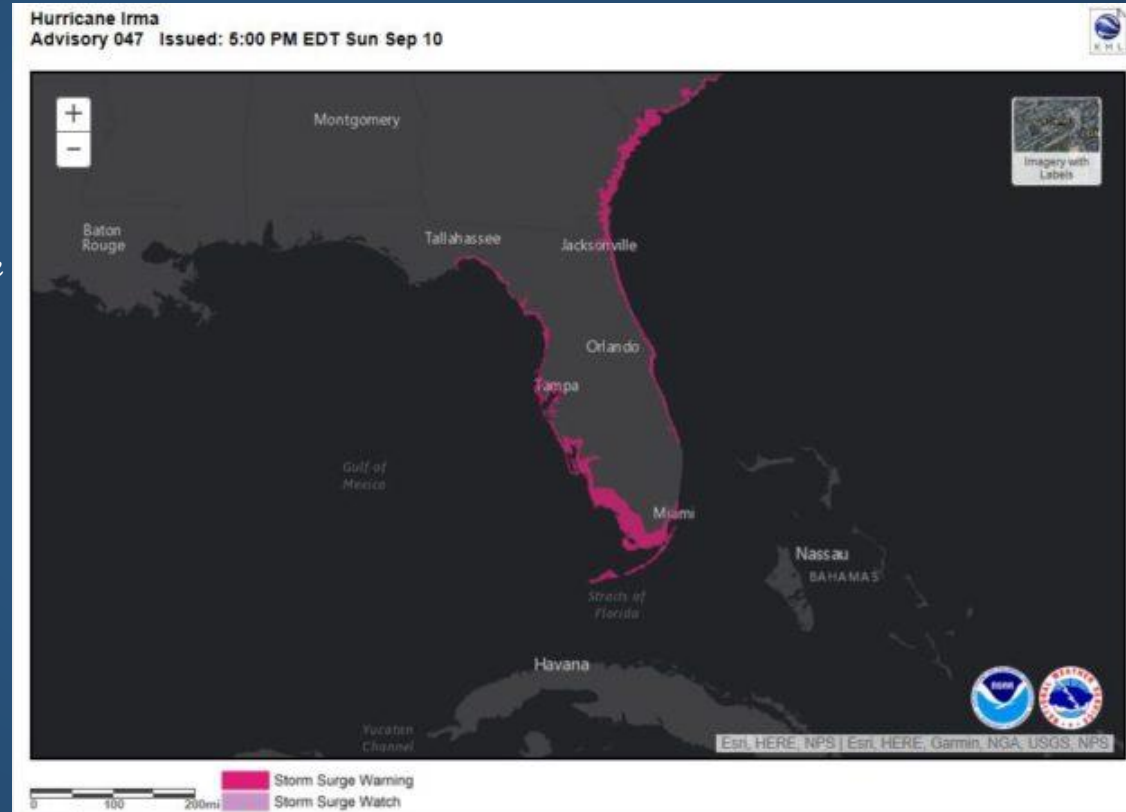 Hurricane Irma
Advisory 047 Issued: 5:00 PM EDT Sun Sep 10
KML
+
−
Montgomery
Imagery with
Labels
Baton
Rouge
Tallahassee
Jacksonville
Orlando
Tampa
Gulf of
Mexico
Miami
Nassau
BAHAMAS
Straits of
Florida
Havana
Yucatan
Channel
Esri, HERE, NPS | Esri, HERE, Garmin, NGA, USGS, NPS
0 100 200mi
Storm Surge Warning
Storm Surge Watch